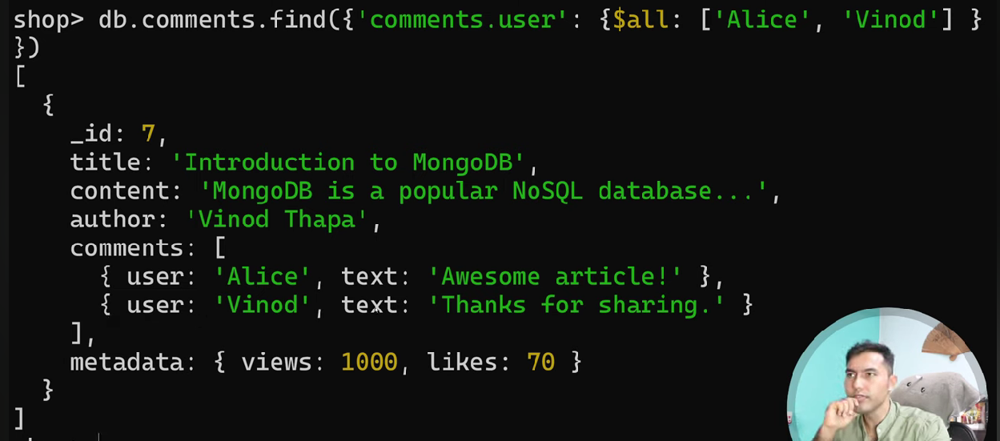 shop> db.comments.find({'comments.user': {$all: ['Alice', 'Vinod'] }
})
[
  {
    _id: 7,
    title: 'Introduction to MongoDB',
    content: 'MongoDB is a popular NoSQL database...',
    author: 'Vinod Thapa',
    comments: [
      { user: 'Alice', text: 'Awesome article!' },
      { user: 'Vinod', text: 'Thanks for sharing.' }
    ],
    metadata: { views: 1000, likes: 70 }
  }
]